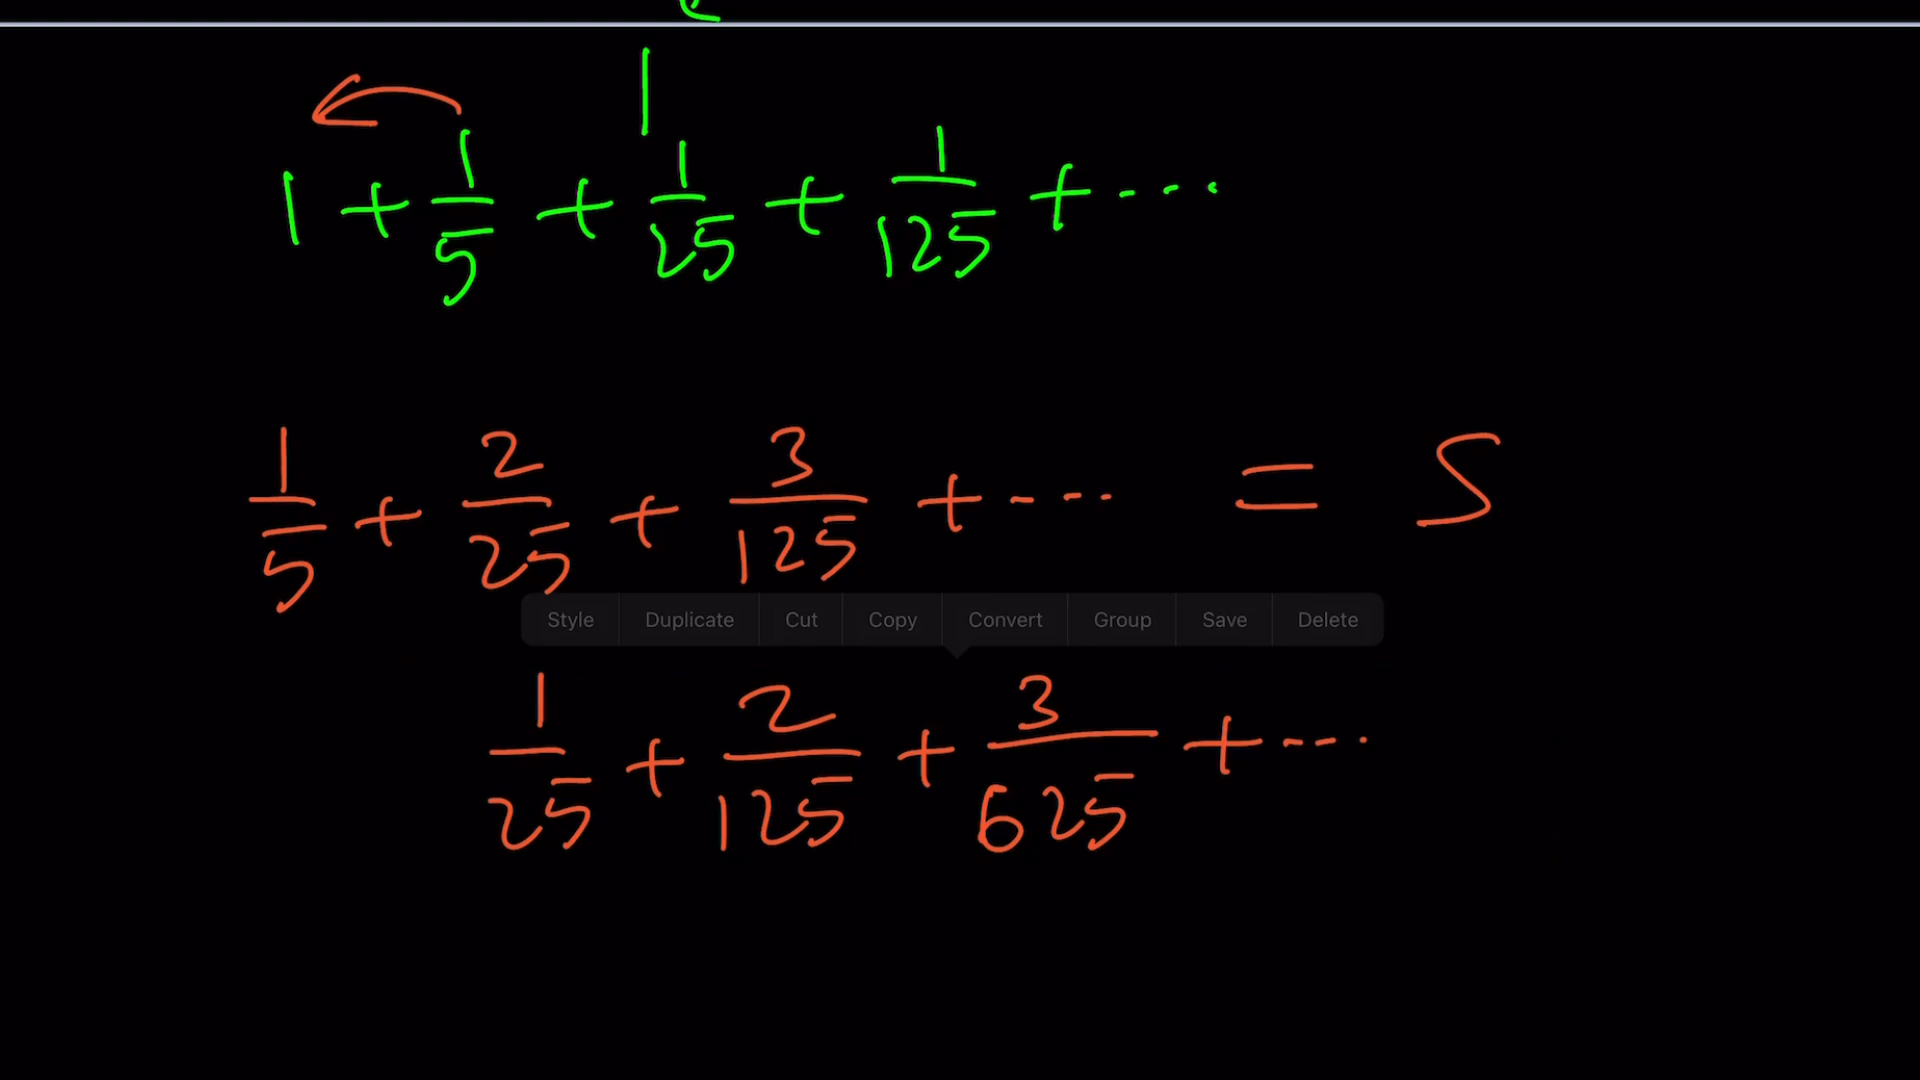 1
1 + 1/5 + 1/25 + 1/125 + ...
1/5 + 2/25 + 3/125 + ... = S
Style Duplicate Cut Copy Convert Group Save Delete
1/25 + 2/125 + 3/625 + ...